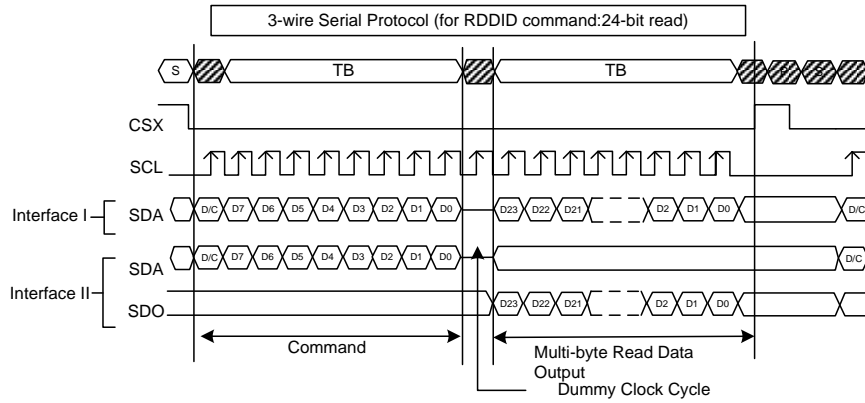 3-wire Serial Protocol (for RDDID command:24-bit read)
S TB TB P S
CSX
SCL
Interface I SDA D/C D7 D6 D5 D4 D3 D2 D1 D0 D23 D22 D21 D2 D1 D0 D/C
SDA D/C D7 D6 D5 D4 D3 D2 D1 D0 D/C
Interface II
SDO D23 D22 D21 D2 D1 D0
Command
Multi-byte Read Data
Output
Dummy Clock Cycle